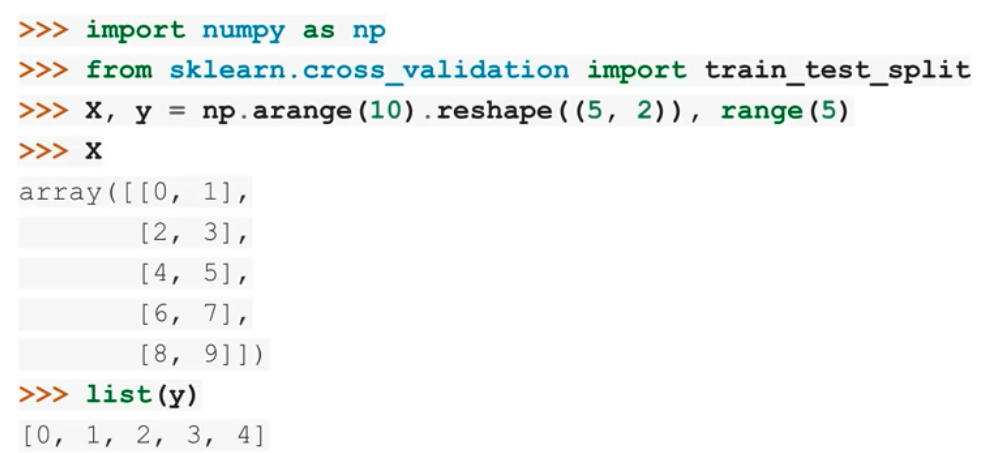 >>> import numpy as np
>>> from sklearn.cross_validation import train_test_split
>>> X, y = np.arange(10).reshape((5, 2)), range(5)
>>> X
array([[0, 1],
       [2, 3],
       [4, 5],
       [6, 7],
       [8, 9]])
>>> list(y)
[0, 1, 2, 3, 4]